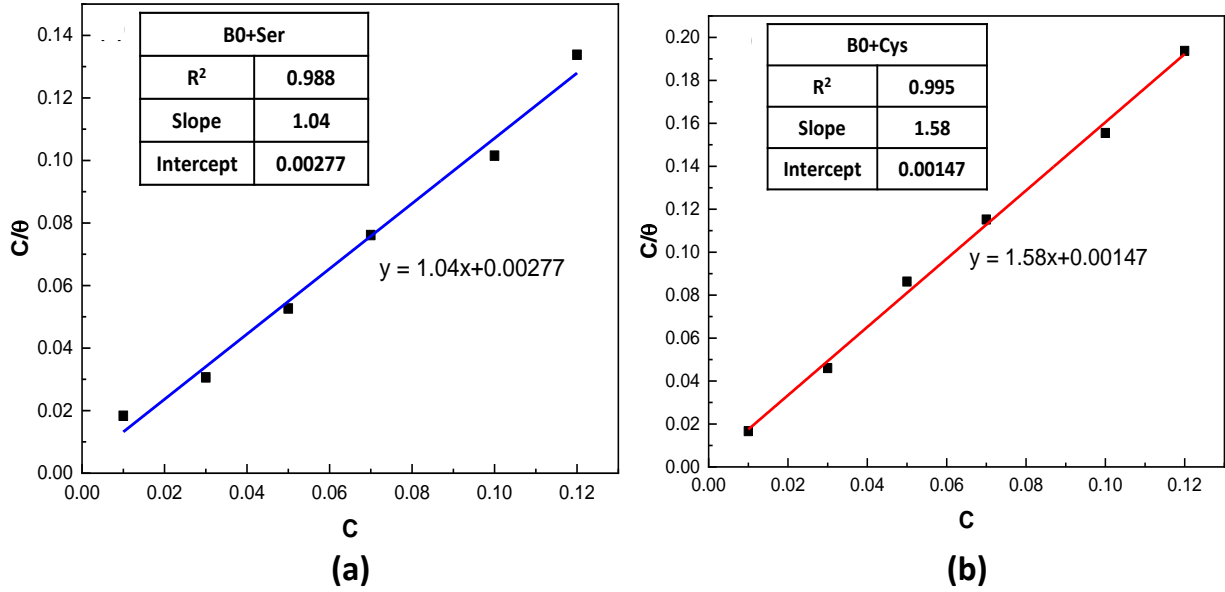 B0+Ser
R² 0.988
Slope 1.04
Intercept 0.00277
0.14
0.12
0.10
0.08
0.06
0.04
0.02
0.00
C/θ
y = 1.04x+0.00277
0.00 0.02 0.04 0.06 0.08 0.10 0.12
C
(a)
B0+Cys
R² 0.995
Slope 1.58
Intercept 0.00147
0.20
0.18
0.16
0.14
0.12
0.10
0.08
0.06
0.04
0.02
0.00
C/θ
y = 1.58x+0.00147
0.00 0.02 0.04 0.06 0.08 0.10 0.12
C
(b)